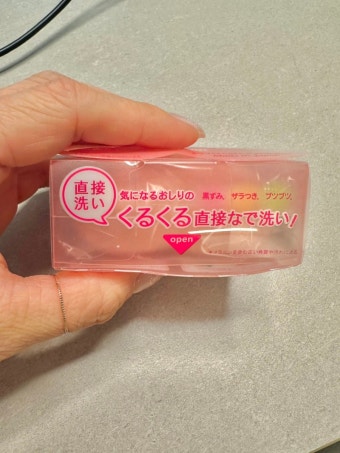 直接
洗い
気になるおしりの 黒ずみ、ザラつき、ブツブツ、
くるくる直接なで洗い!
open